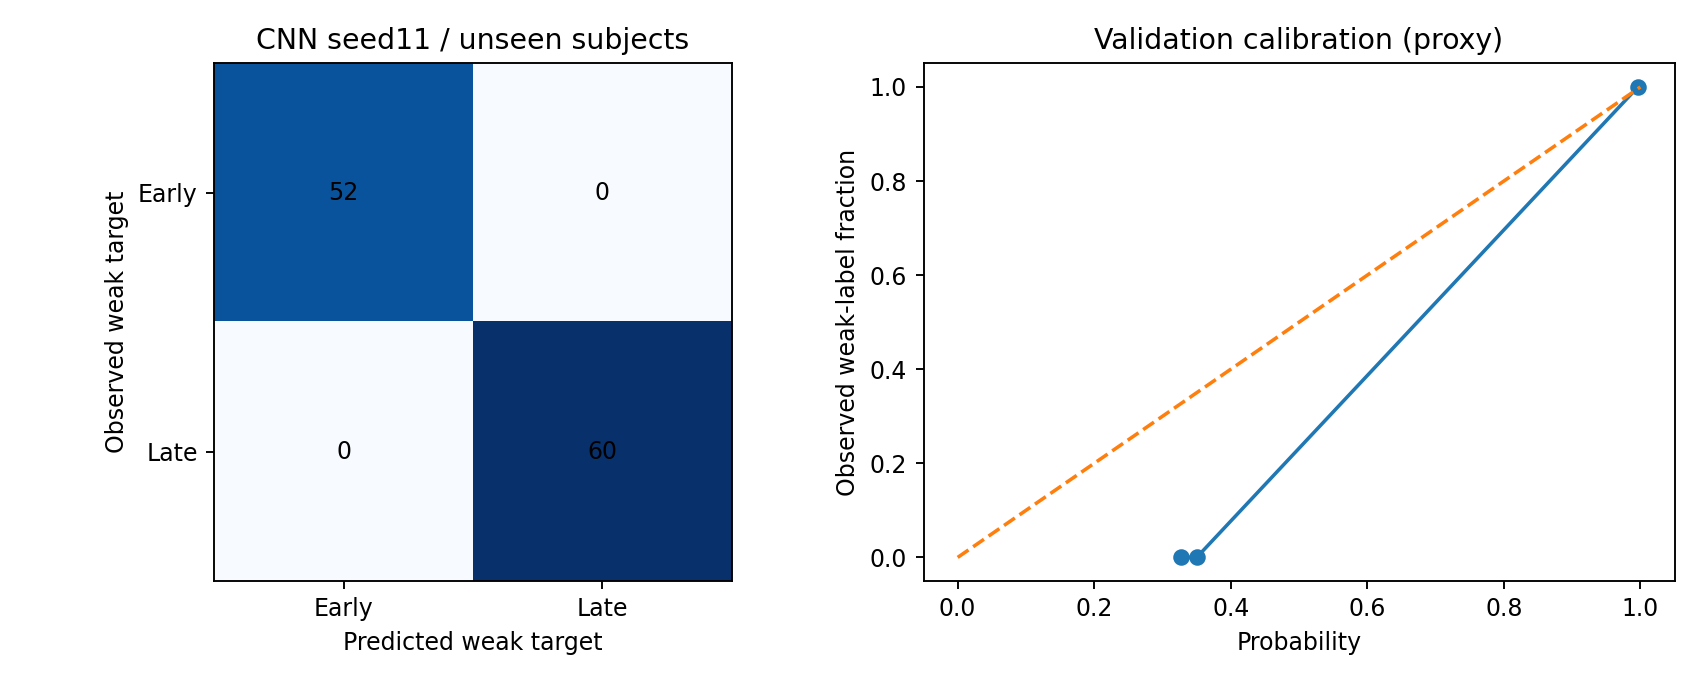 CNN seed11 / unseen subjects
Observed weak target
Early
52
0
Late
0
60
Early
Late
Predicted weak target
Validation calibration (proxy)
Observed weak-label fraction
1.0
0.8
0.6
0.4
0.2
0.0
0.0
0.2
0.4
0.6
0.8
1.0
Probability